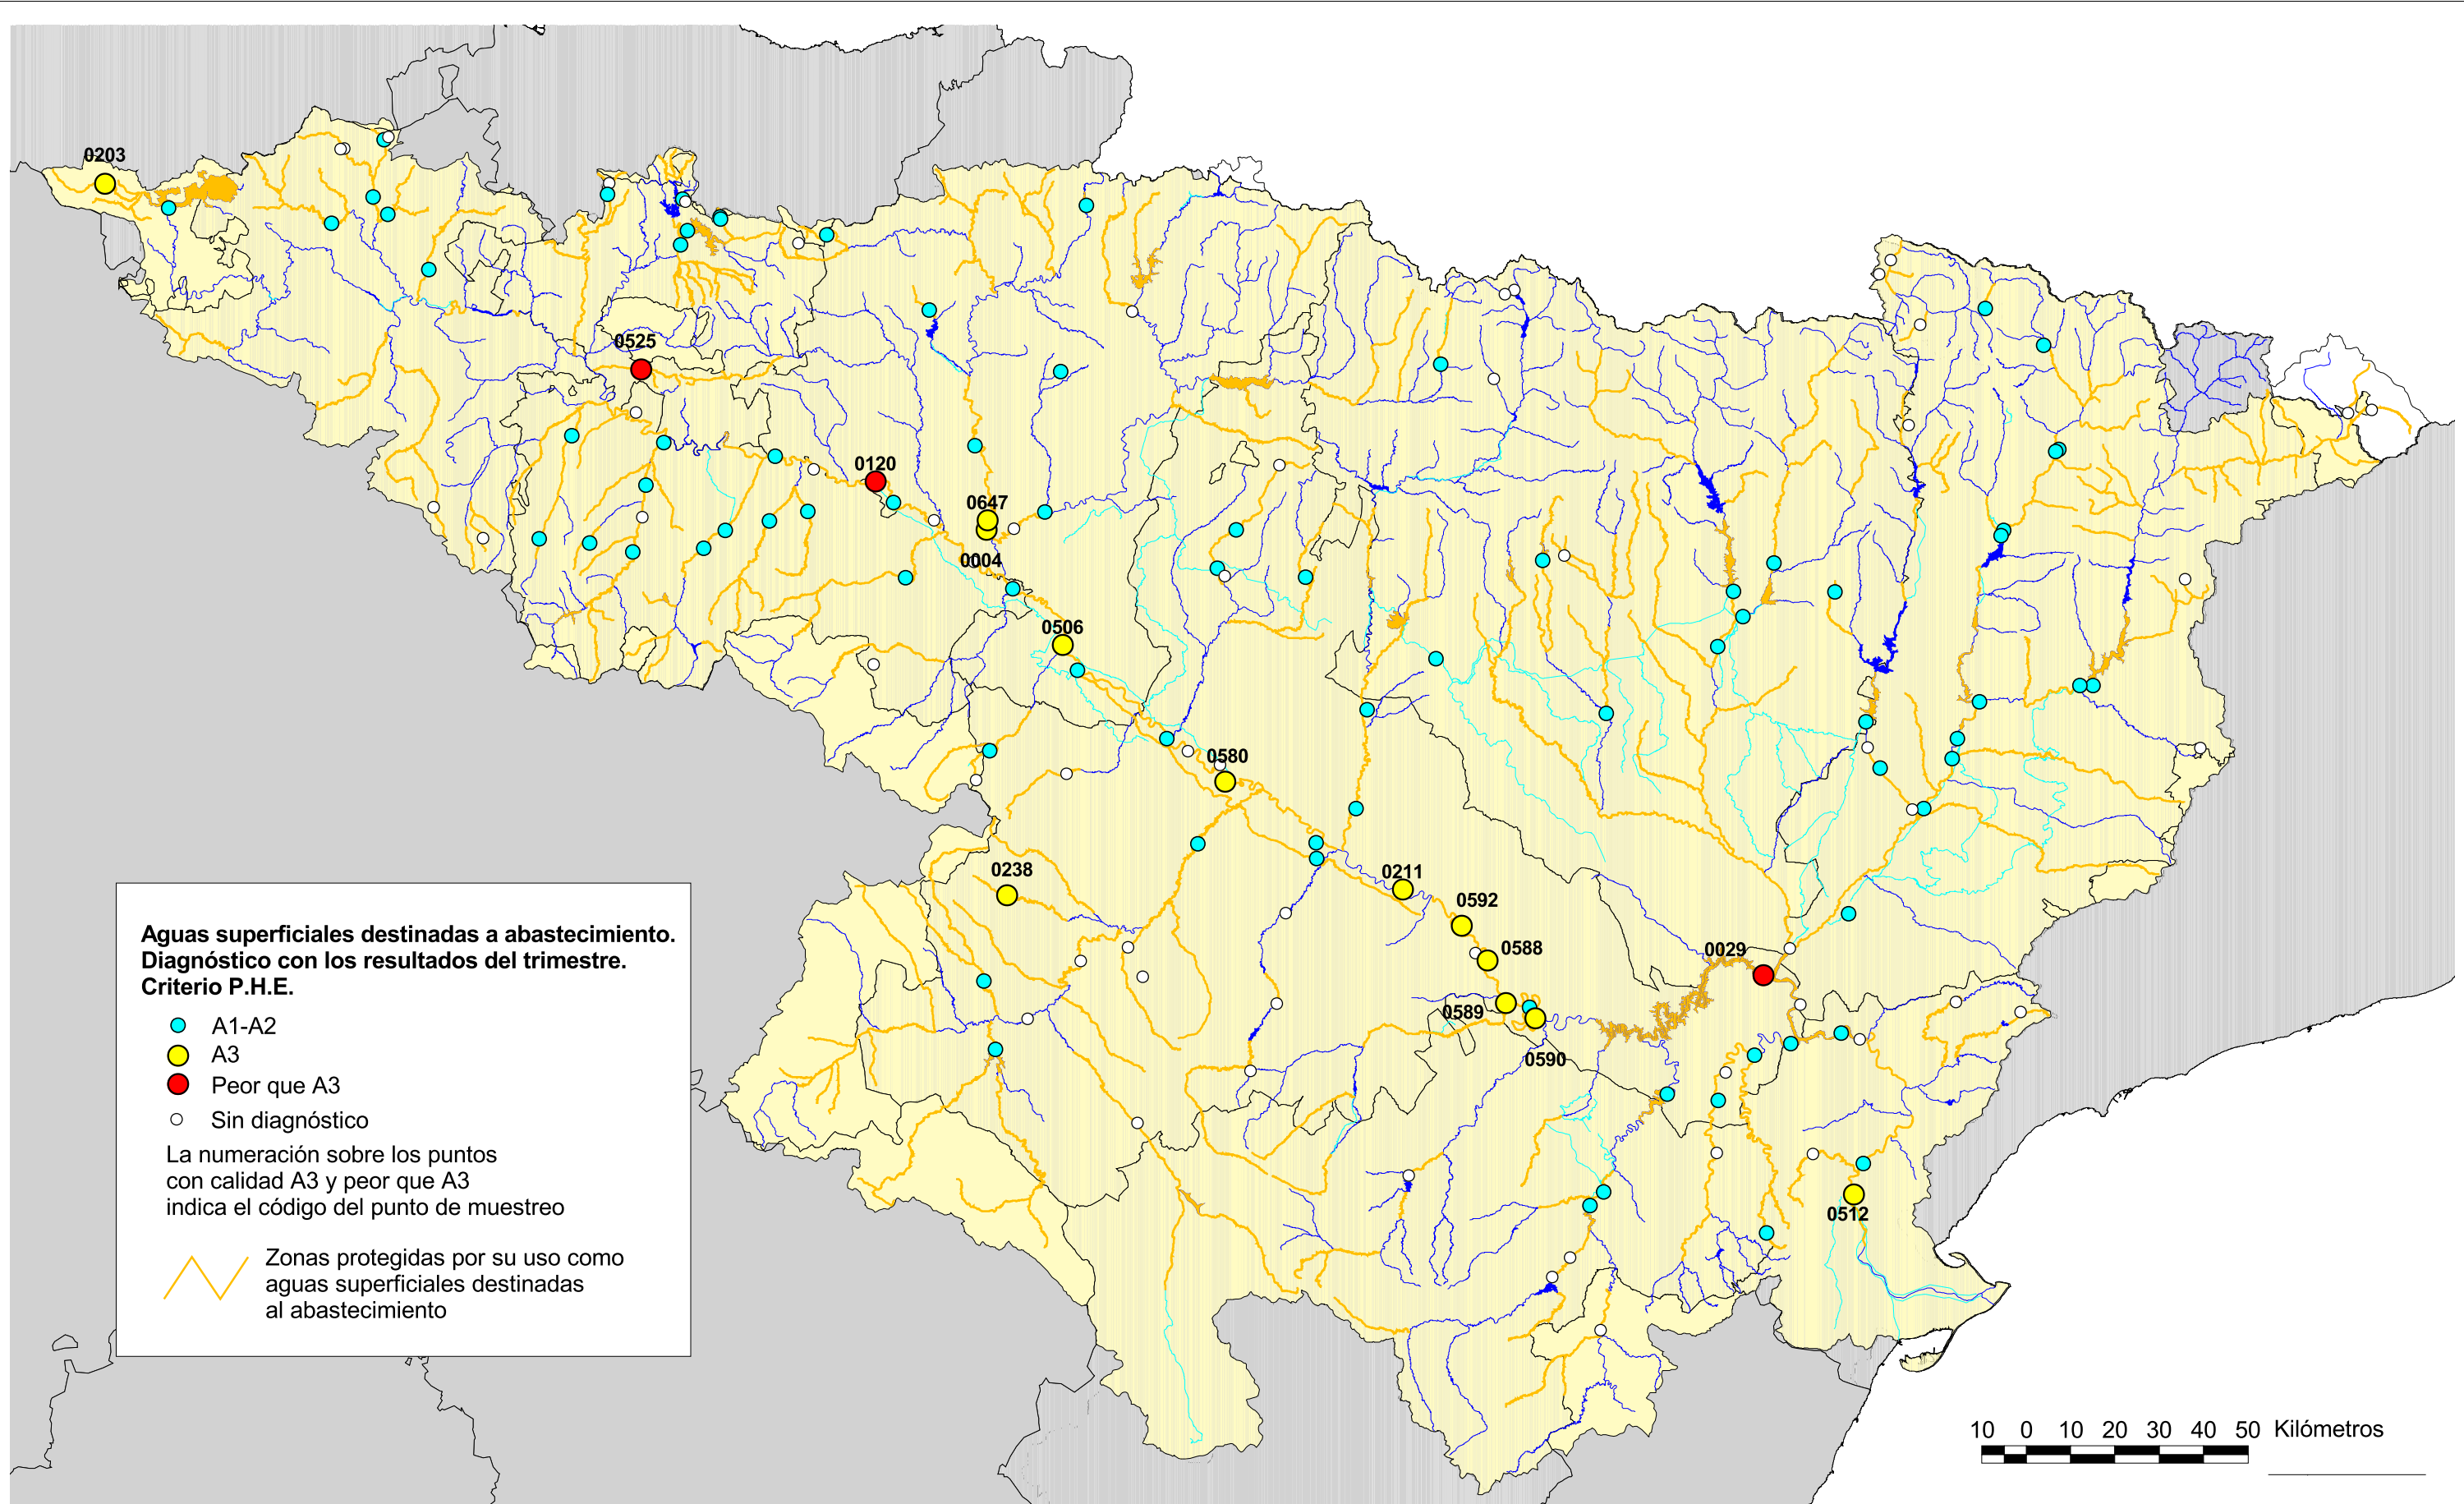 0203
0525
0120
0647
0004
0506
0580
0238
0211
0592
0588
0029
0589
0590
0512
Aguas superficiales destinadas a abastecimiento.
Diagnóstico con los resultados del trimestre.
Criterio P.H.E.
A1-A2
A3
Peor que A3
Sin diagnóstico
La numeración sobre los puntos
con calidad A3 y peor que A3
indica el código del punto de muestreo
Zonas protegidas por su uso como
aguas superficiales destinadas
al abastecimiento
10 0 10 20 30 40 50 Kilómetros